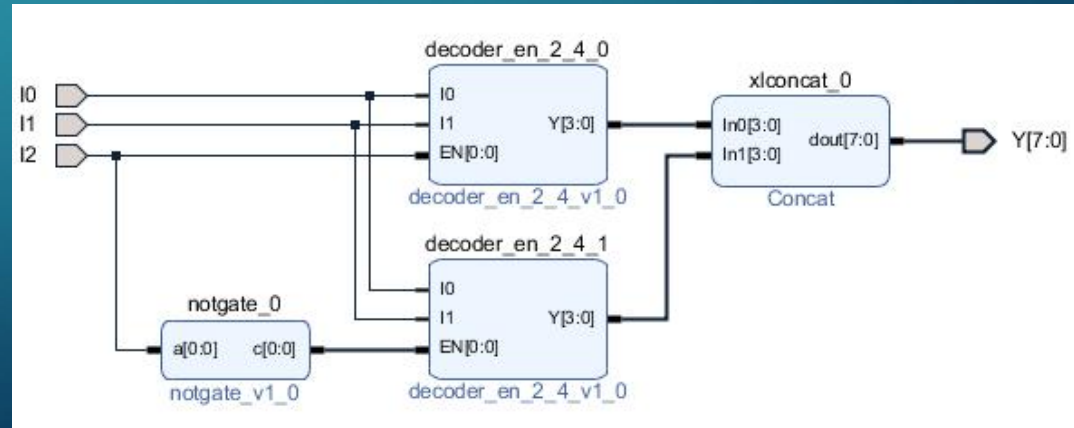 decoder_en_2_4_0
I0
I1
I2
I0
I1
EN[0:0]
Y[3:0]
decoder_en_2_4_v1_0
xlconcat_0
In0[3:0]
In1[3:0]
dout[7:0]
Concat
Y[7:0]
decoder_en_2_4_1
I0
I1
EN[0:0]
Y[3:0]
decoder_en_2_4_v1_0
notgate_0
a[0:0]
c[0:0]
notgate_v1_0